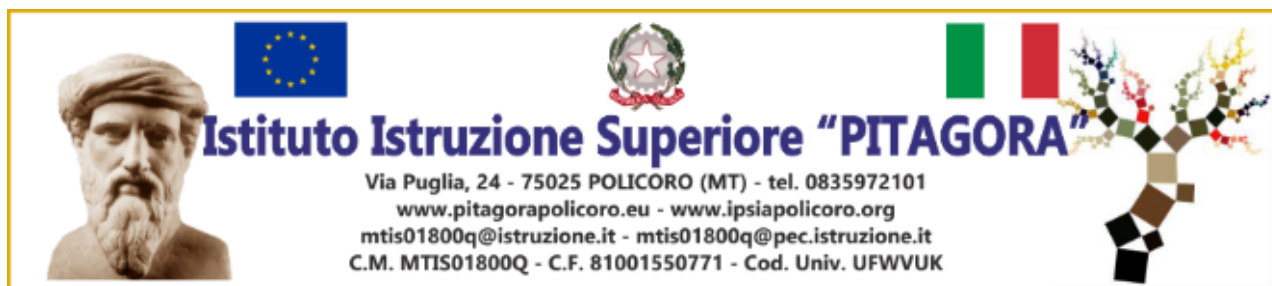 Istituto Istruzione Superiore “PITAGORA”
Via Puglia, 24 - 75025 POLICORO (MT) - tel. 0835972101
www.pitagorapolicoro.eu - www.ipsiapolicoro.org
mtis01800q@istruzione.it - mtis01800q@pec.istruzione.it
C.M. MTIS01800Q - C.F. 81001550771 - Cod. Univ. UFWVUK